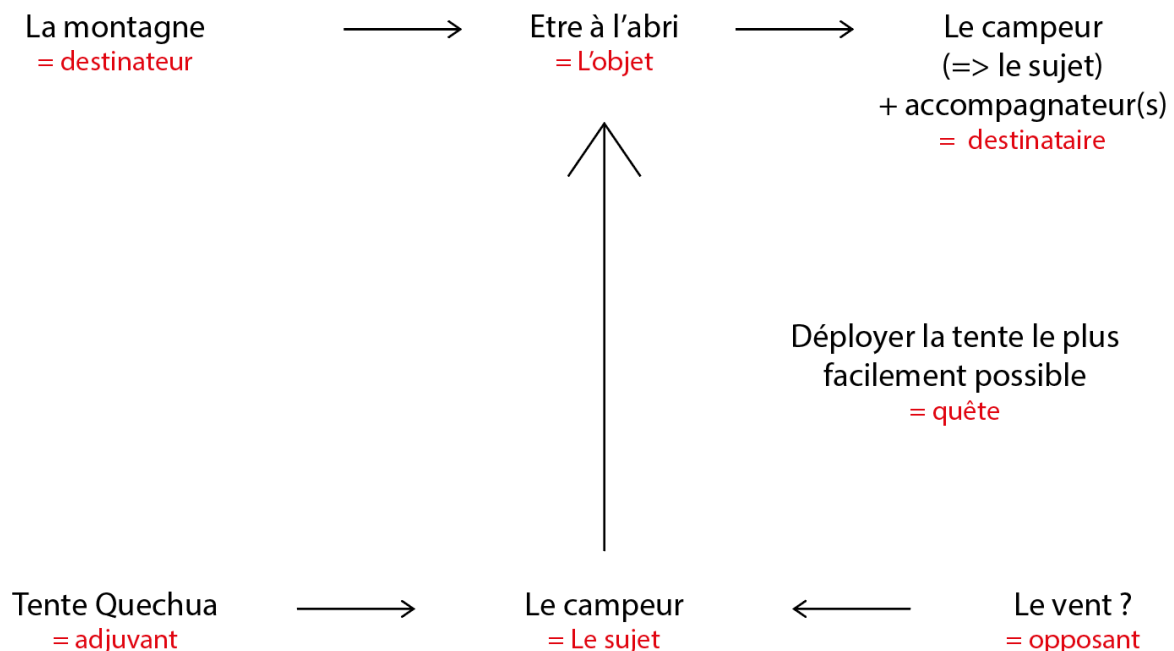 La montagne
= destinateur
Etre à l’abri
= L’objet
Le campeur
(=> le sujet)
+ accompagnateur(s)
= destinataire
Déployer la tente le plus
facilement possible
= quête
Tente Quechua
= adjuvant
Le campeur
= Le sujet
Le vent ?
= opposant